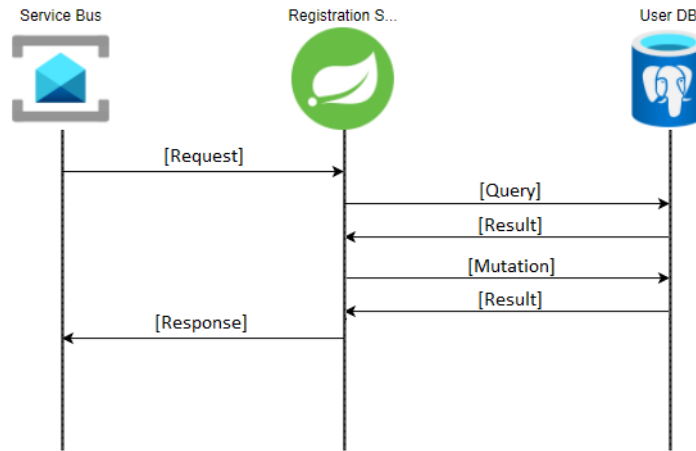 Service Bus
Registration S...
User DB
[Request]
[Query]
[Result]
[Mutation]
[Result]
[Response]